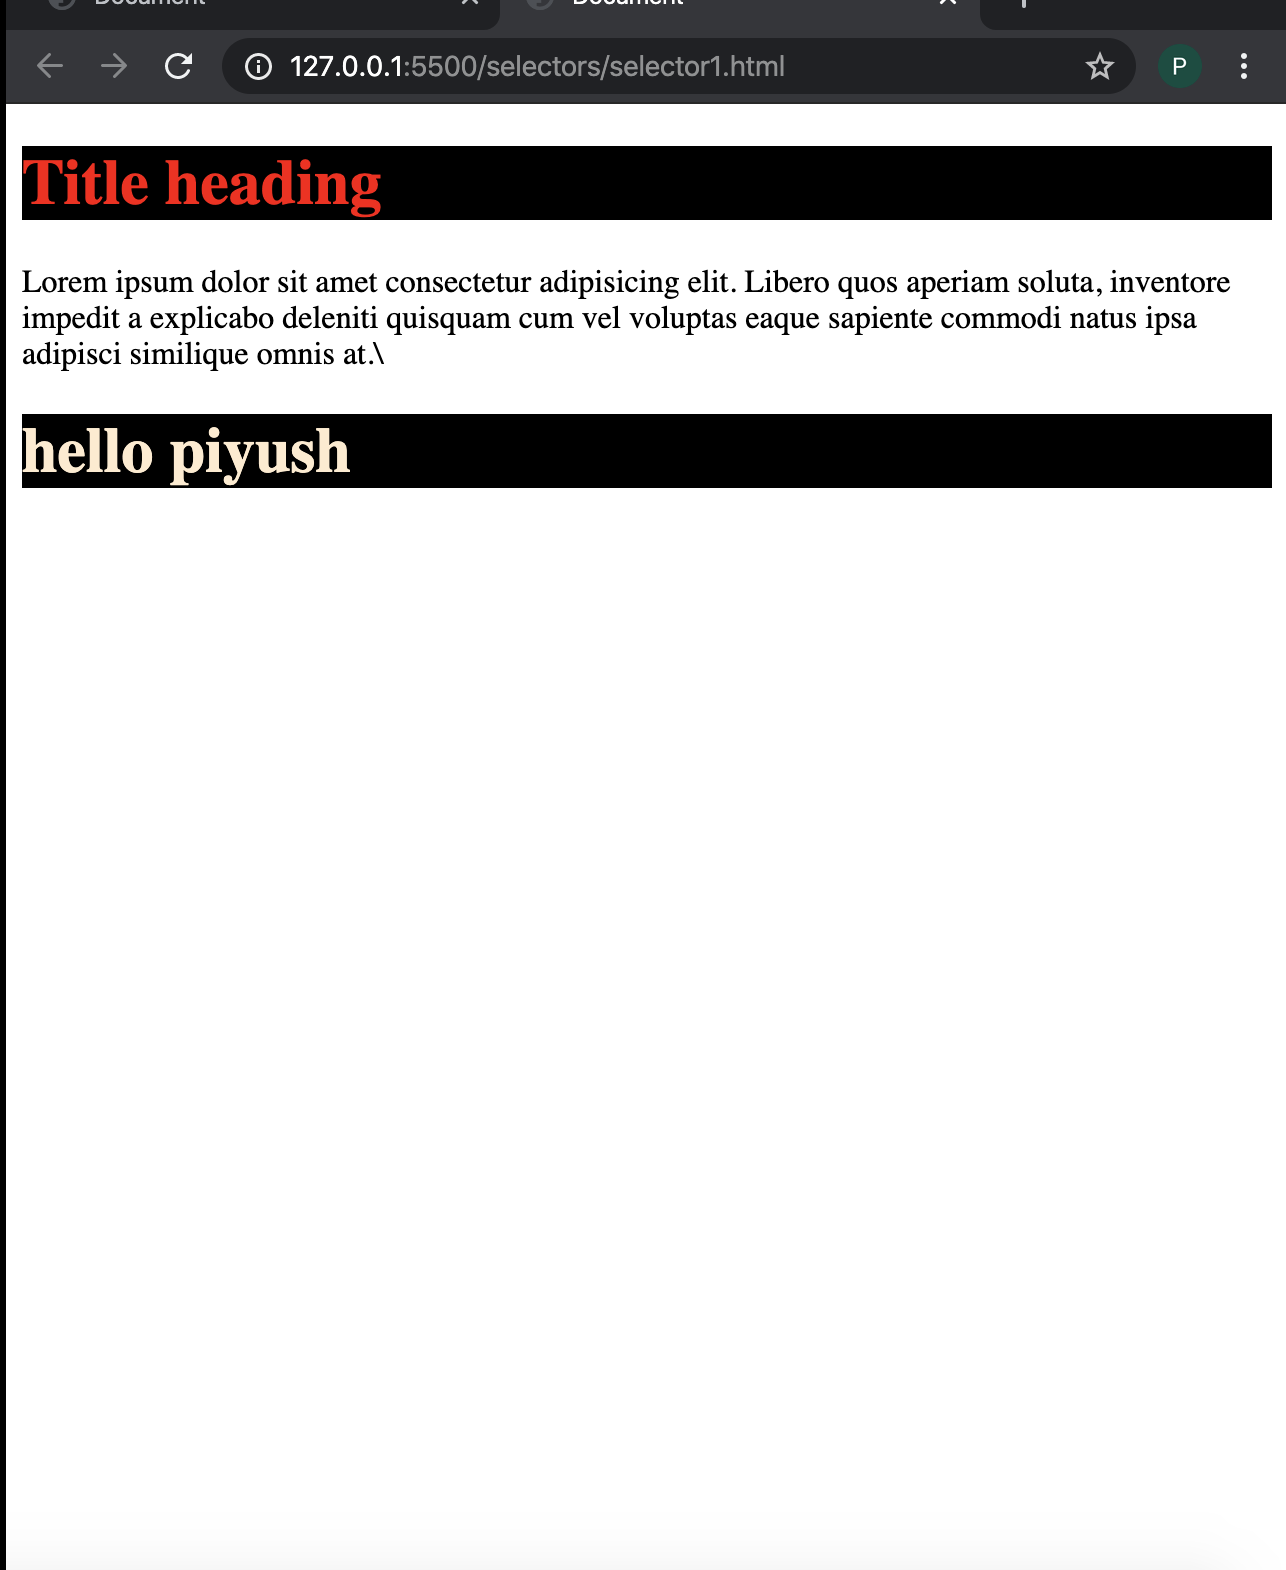 Document Document
127.0.0.1:5500/selectors/selector1.html P
Title heading
Lorem ipsum dolor sit amet consectetur adipisicing elit. Libero quos aperiam soluta, inventore
impedit a explicabo deleniti quisquam cum vel voluptas eaque sapiente commodi natus ipsa
adipisci similique omnis at.\
hello piyush